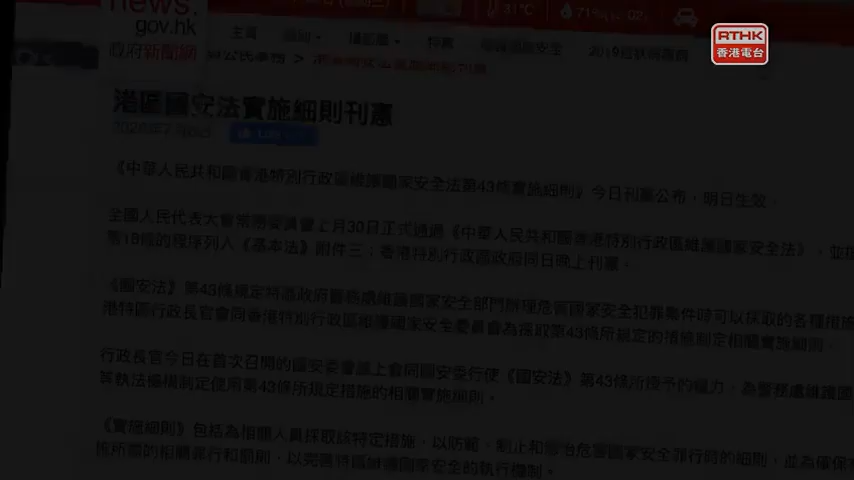 news.
gov.hk
政府新聞網
31°C
71%
主頁
2019冠狀病毒病
RTHK
香港電台
港區國安法實施細則刊憲
《中華人民共和國香港特別行政區維護國家安全法第43條實施細則》今日刊憲公布，明日生效。
全國人民代表大會常務委員會上月30日正式通過《中華人民共和國香港特別行政區維護國家安全法》，並按
第18條的程序列入《基本法》附件三；香港特別行政區政府同日晚上刊憲。
《國安法》第43條規定特區政府警務處維護國家安全部門辦理危害國家安全犯罪案件時可以採取的各種措施
港特區行政長官會同香港特別行政區維護國家安全委員會為採取第43條所規定的措施制定相關實施細則。
行政長官今日在首次召開的國安委會議上會同國安委行使《國安法》第43條所授予的權力，為警務處維護國
等執法機構制定使用第43條所規定措施的相關實施細則。
《實施細則》包括為相關人員採取該特定措施，以防範、制止和懲治危害國家安全罪行時的細則，並為確保有
施所需的相關罪行和罰則，以完善特區維護國家安全的執行機制。